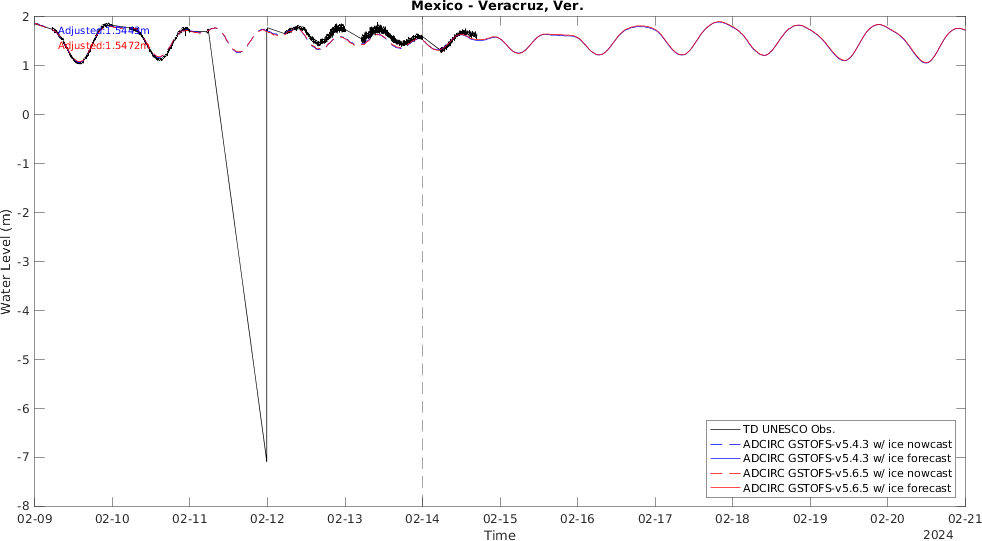 Mexico - Veracruz, Ver.
Adjusted:1.5443m
Adjusted:1.5472m
2
1
0
-1
-2
-3
-4
-5
-6
-7
-8
Water Level (m)
02-09
02-10
02-11
02-12
02-13
02-14
02-15
02-16
02-17
02-18
02-19
02-20
02-21
Time
2024
TD UNESCO Obs.
ADCIRC GSTOFS-v5.4.3 w/ ice nowcast
ADCIRC GSTOFS-v5.4.3 w/ ice forecast
ADCIRC GSTOFS-v5.6.5 w/ ice nowcast
ADCIRC GSTOFS-v5.6.5 w/ ice forecast